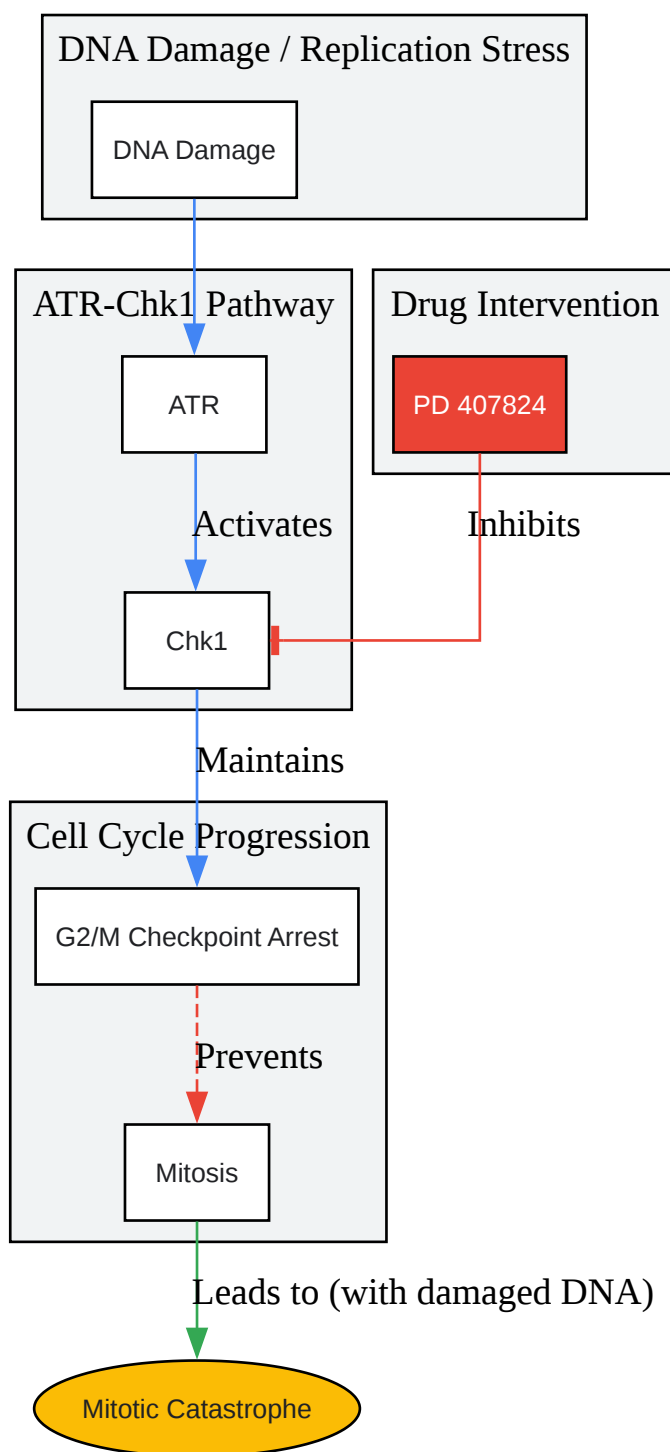 DNA Damage / Replication Stress
DNA Damage
ATR-Chk1 Pathway
Drug Intervention
ATR
PD 407824
Activates
Inhibits
Chk1
Maintains
Cell Cycle Progression
G2/M Checkpoint Arrest
Prevents
Mitosis
Leads to (with damaged DNA)
Mitotic Catastrophe